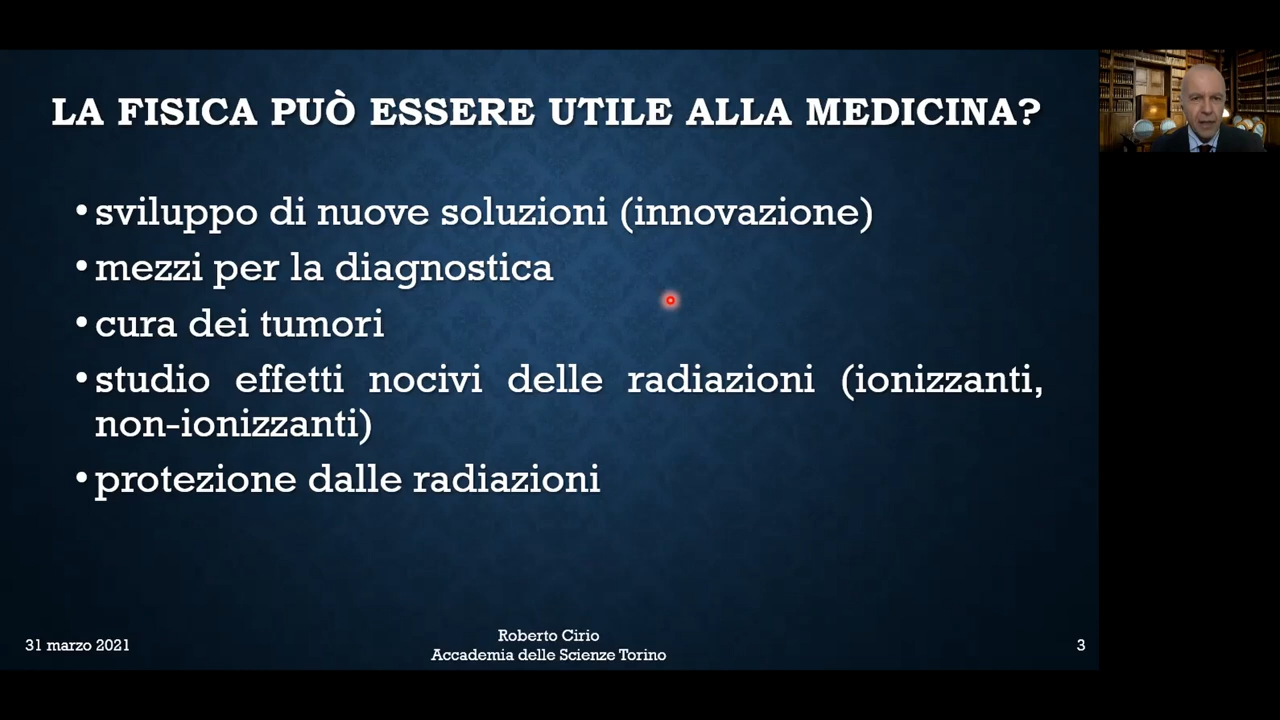 LA FISICA PUÒ ESSERE UTILE ALLA MEDICINA?
• sviluppo di nuove soluzioni (innovazione)
• mezzi per la diagnostica
• cura dei tumori
• studio effetti nocivi delle radiazioni (ionizzanti,
non-ionizzanti)
• protezione dalle radiazioni
31 marzo 2021
Roberto Cirio
Accademia delle Scienze Torino
3